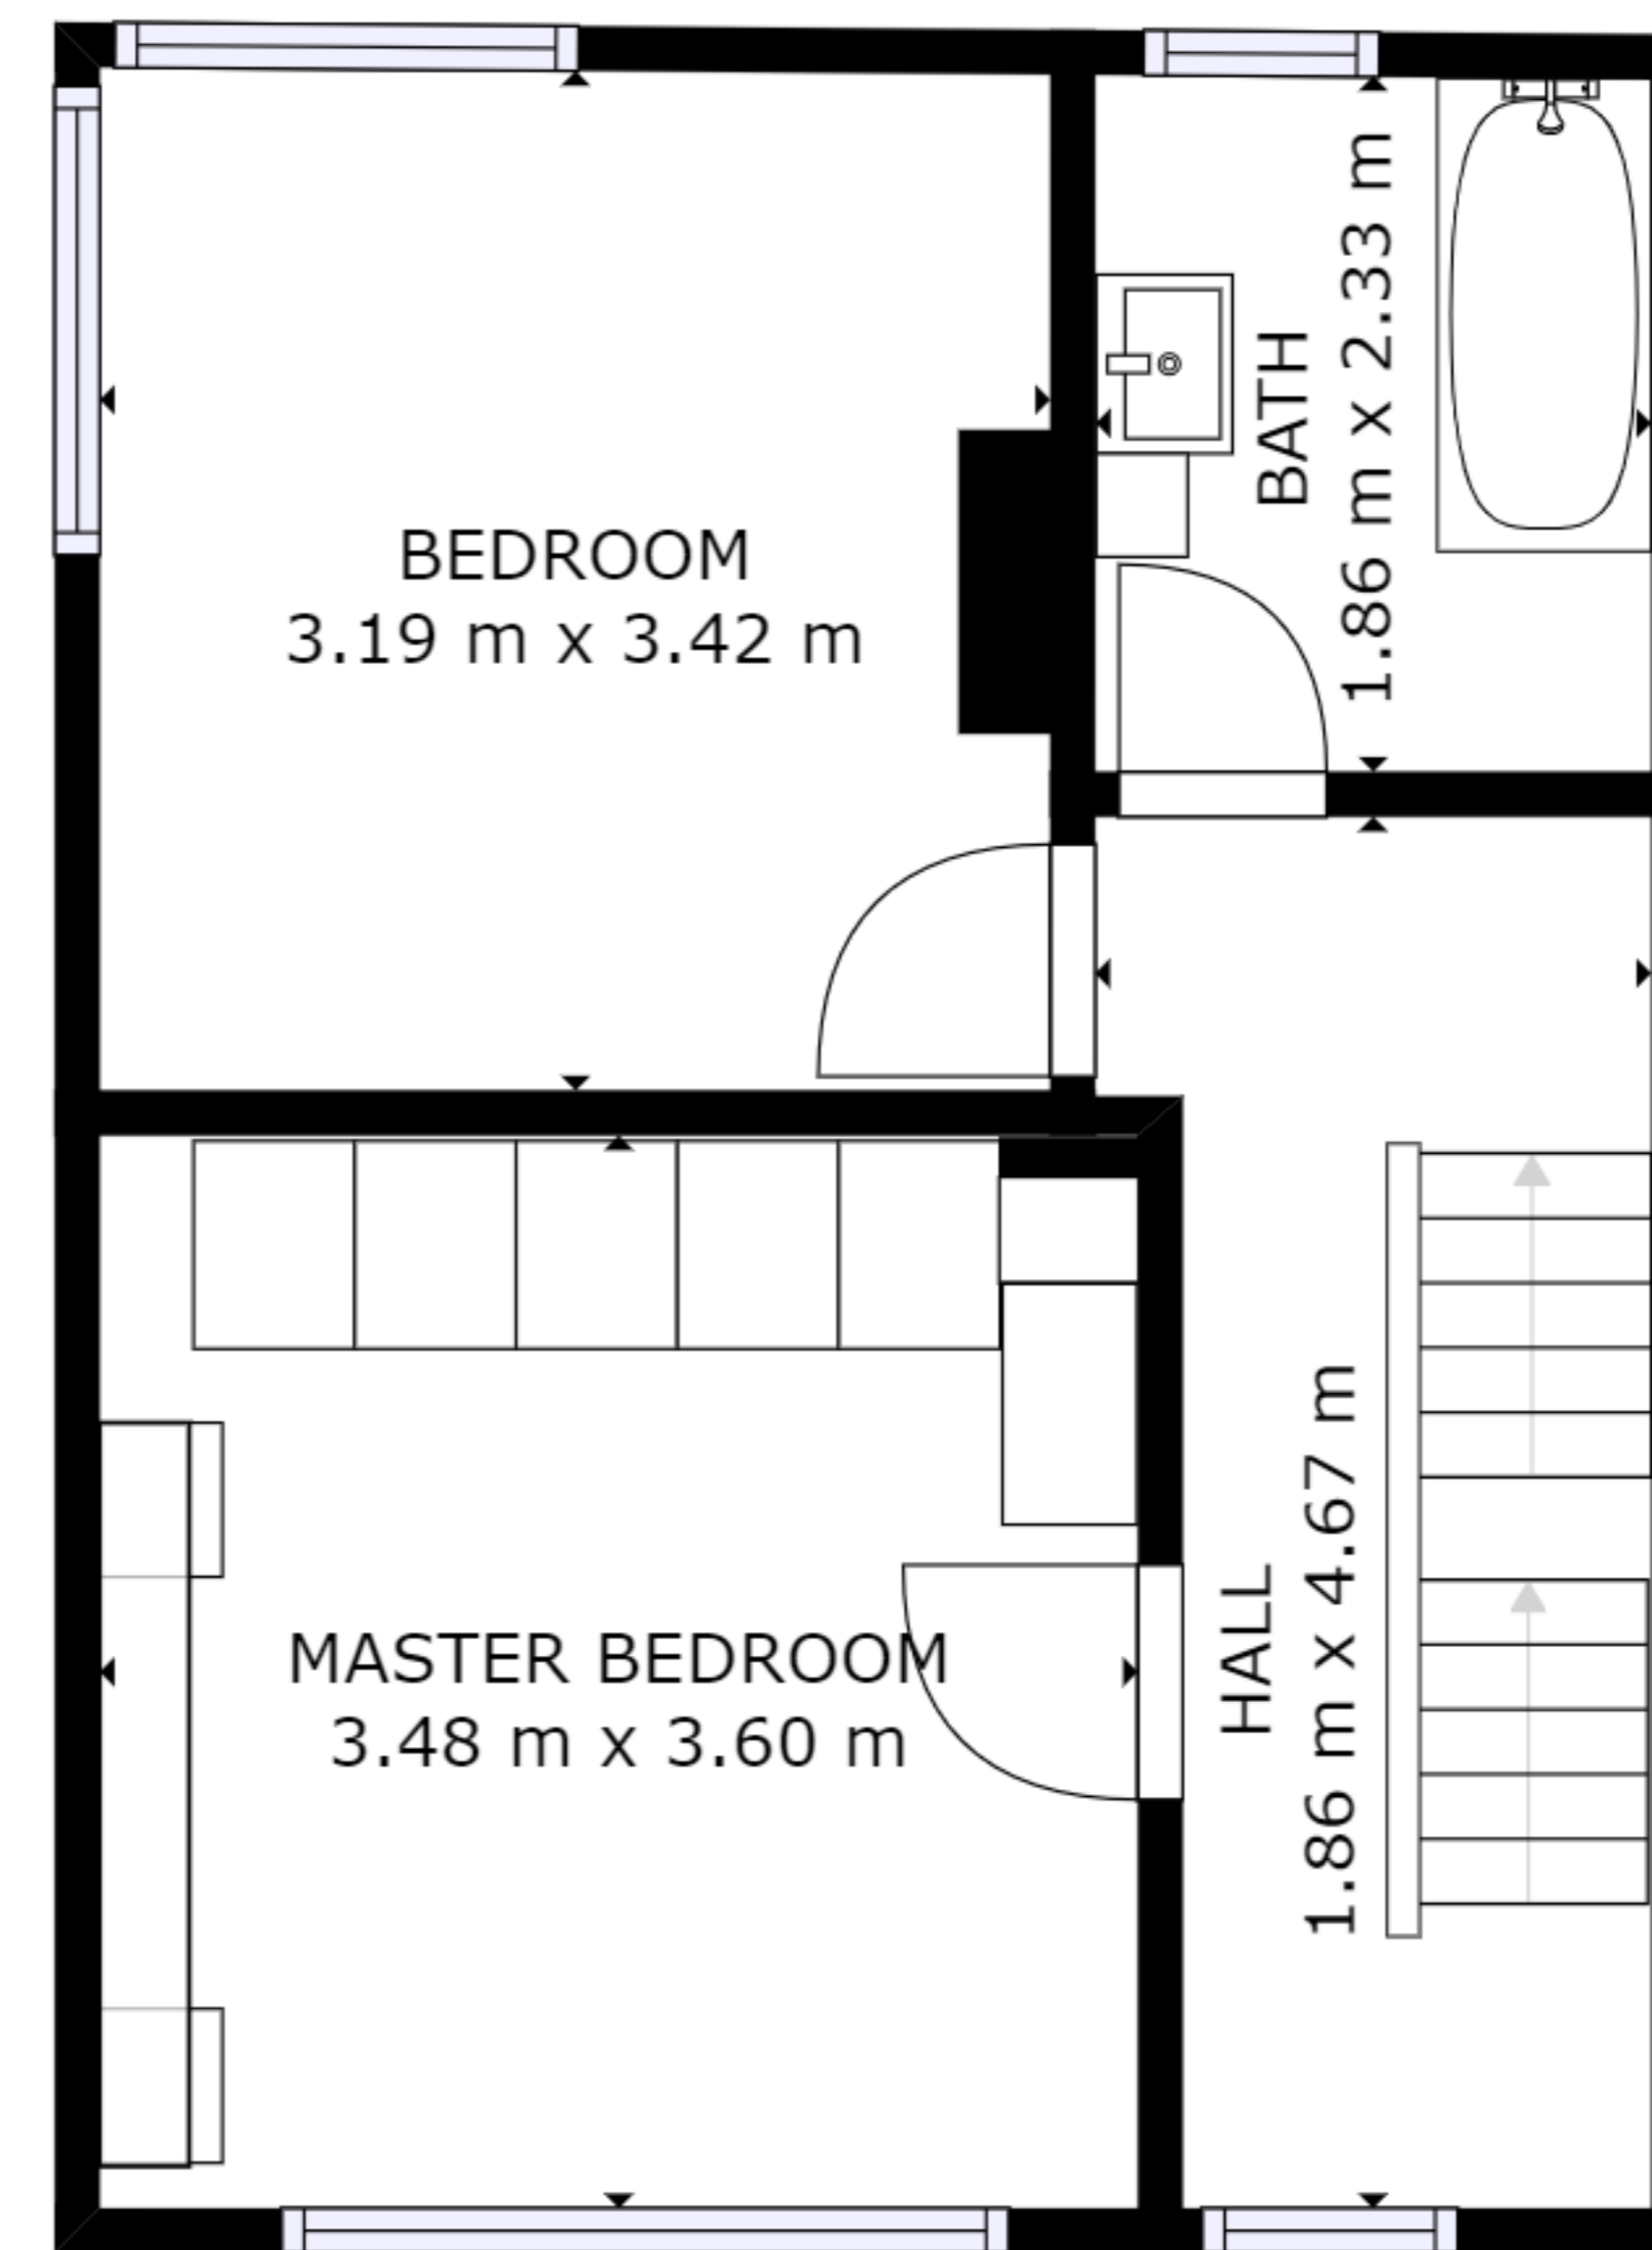 BEDROOM
3.19 m x 3.42 m
BATH
1.86 m x 2.33 m
MASTER BEDROOM
3.48 m x 3.60 m
HALL
1.86 m x 4.67 m